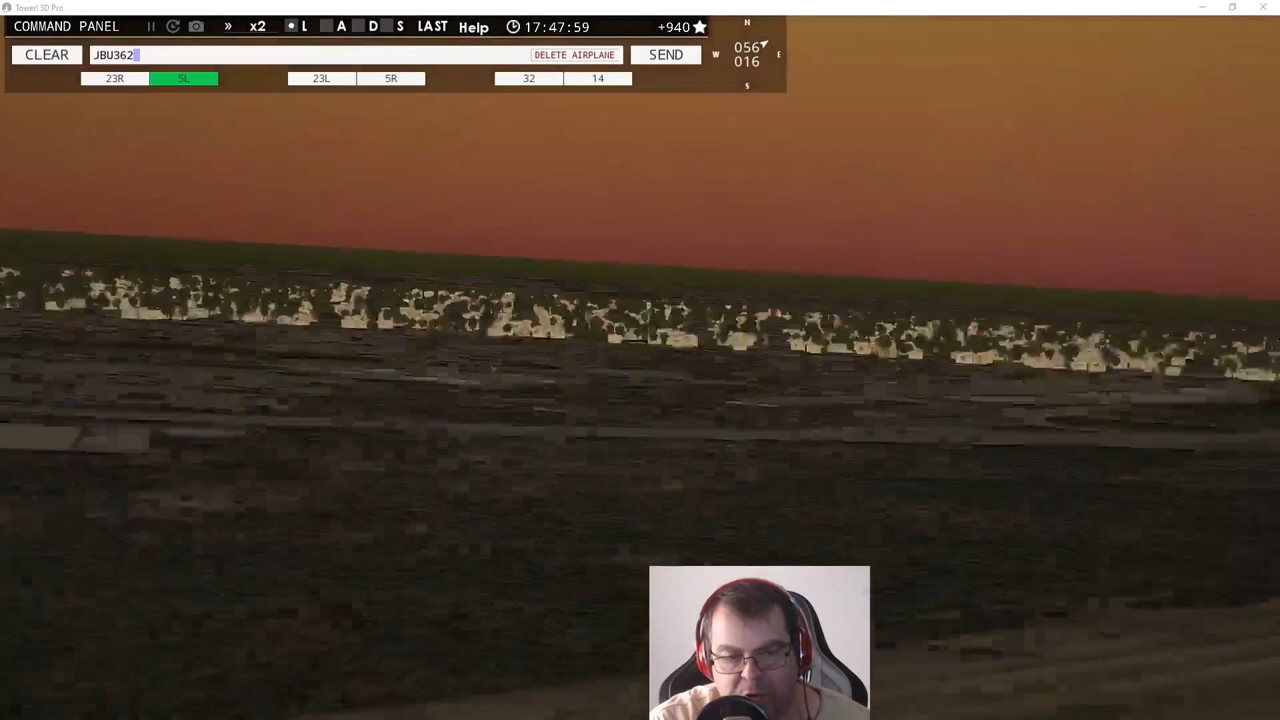 Tower! 3D Pro
COMMAND PANEL » x2 L A D S LAST Help 17:47:59 +940
CLEAR JBU362 DELETE AIRPLANE SEND
23R 5L 23L 5R 32 14
N
W 056 E
016
S